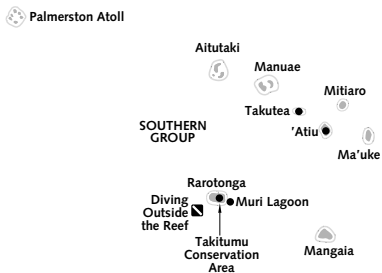 Palmerston Atoll
Aitutaki
Manuae
Mitiaro
Takutea
SOUTHERN
GROUP
'Atiu
Ma'uke
Rarotonga
Muri Lagoon
Diving
Outside
the Reef
Takitumu
Conservation
Area
Mangaia